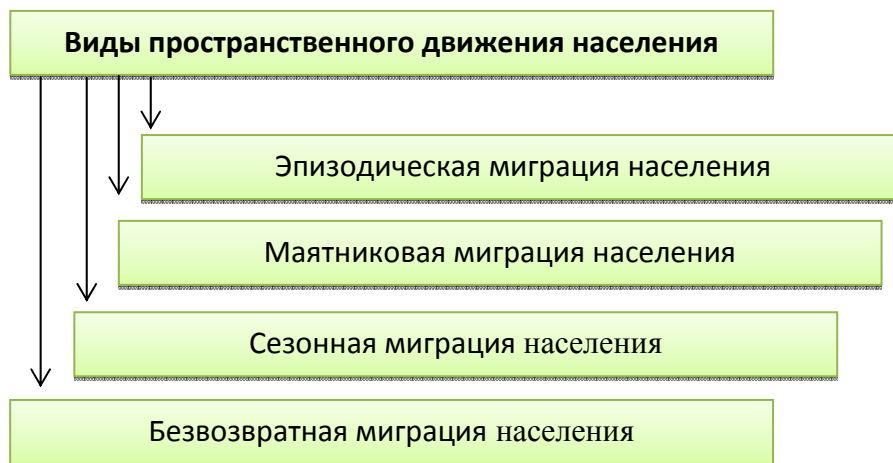 Виды пространственного движения населения
Эпизодическая миграция населения
Маятниковая миграция населения
Сезонная миграция населения
Безвозвратная миграция населения